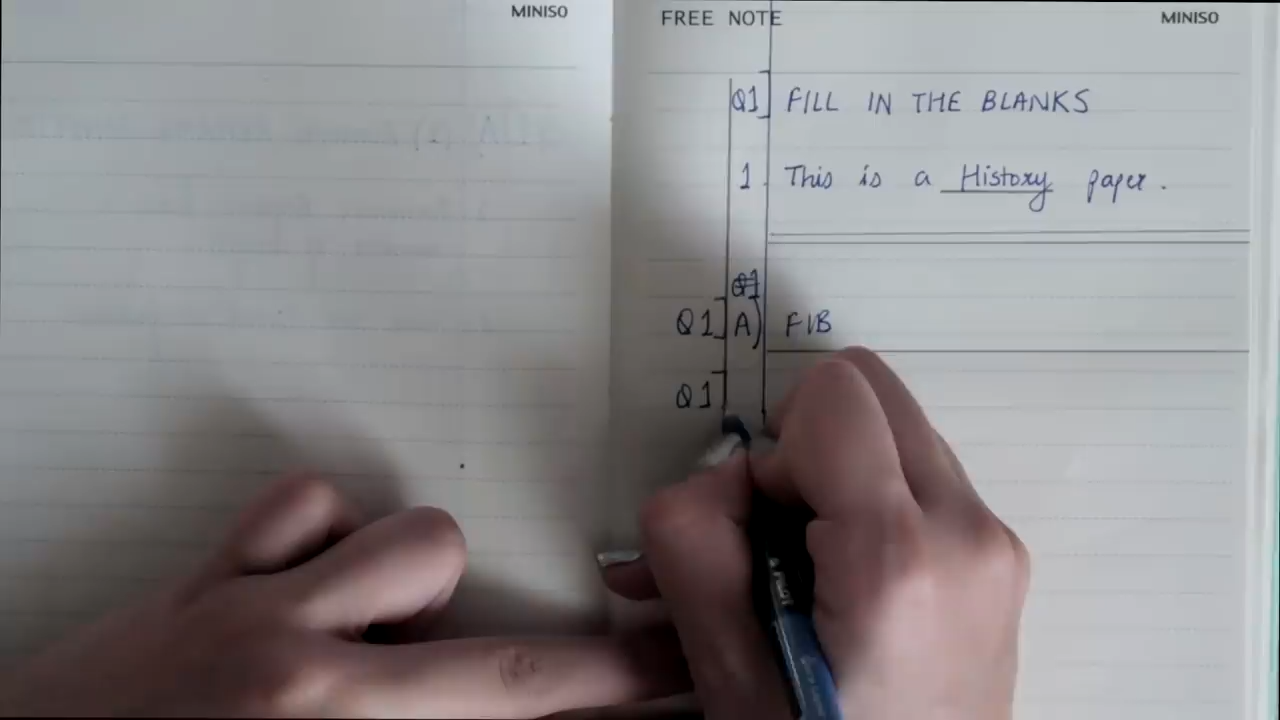 MINISO
FREE NOTE MINISO
Q1] FILL IN THE BLANKS
1. This is a History paper.
Q1
Q1] A) FIB
Q1]